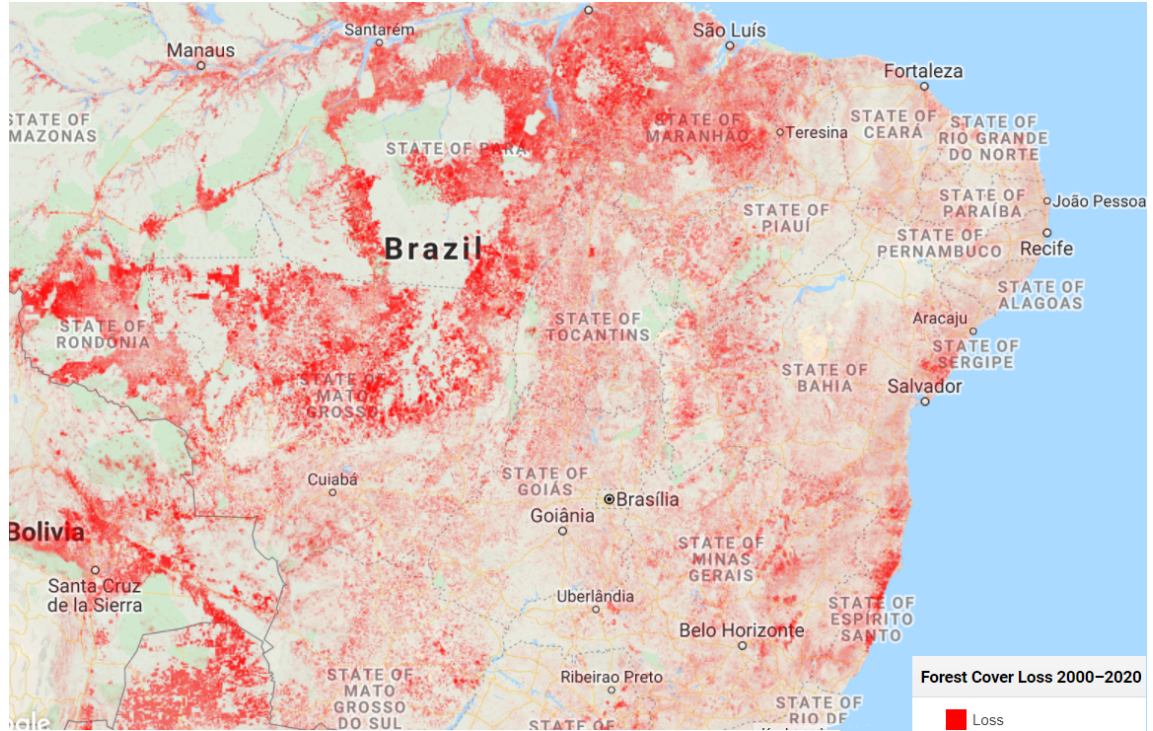 Santarém
São Luís
Manaus
Fortaleza
STATE OF
MAZONAS
STATE OF
MARANHÃO
Teresina
STATE OF
CEARÁ
STATE OF
RIO GRANDE
DO NORTE
STATE OF PARÁ
STATE OF
PARAÍBA
João Pessoa
STATE OF
PIAUÍ
Brazil
STATE OF
PERNAMBUCO
Recife
STATE OF
ALAGOAS
STATE OF
RONDONIA
STATE OF
TOCANTINS
Aracaju
STATE OF
SERGIPE
STATE OF
MATO
GROSSO
STATE OF
BAHIA
Salvador
Cuiabá
STATE OF
GOIÁS
Brasília
Goiânia
Bolivia
STATE OF
MINAS
GERAIS
Santa Cruz
de la Sierra
Uberlândia
STATE OF
ESPÍRITO
SANTO
Belo Horizonte
STATE OF
MATO
GROSSO
DO SUL
Ribeirao Preto
STATE OF
RIO DE
STATE OF
Forest Cover Loss 2000–2020
Loss